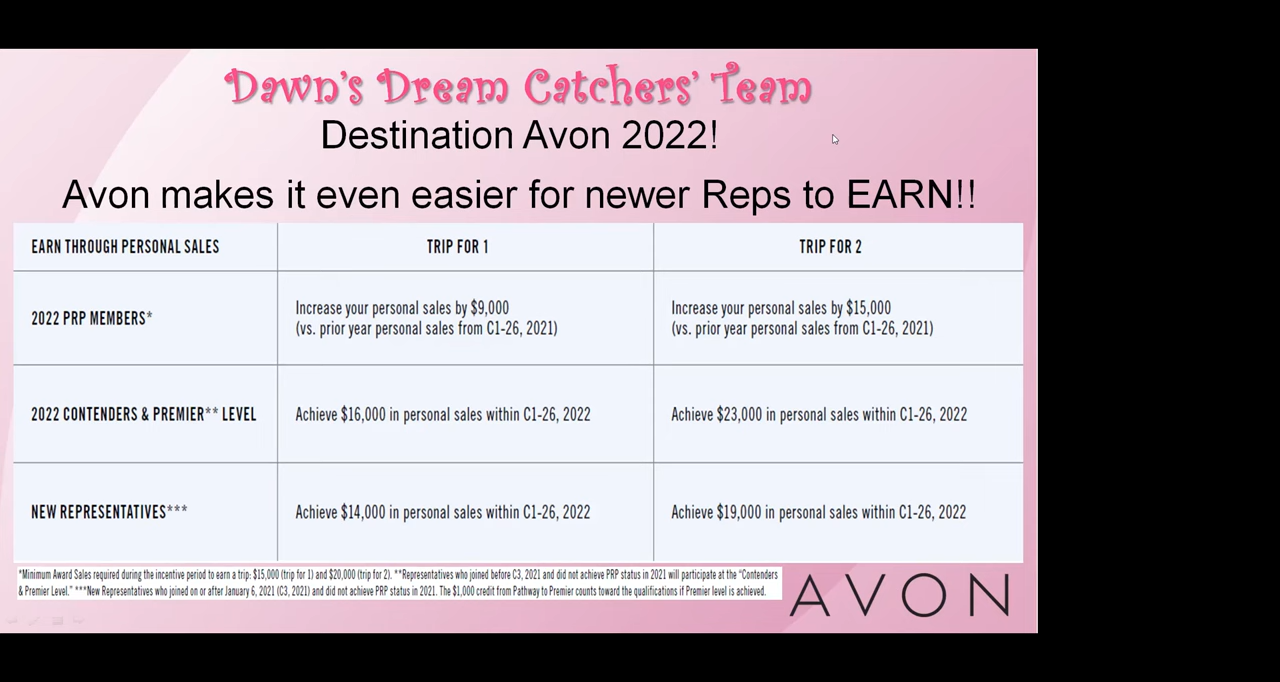 Dawn's Dream Catchers' Team
Destination Avon 2022!
Avon makes it even easier for newer Reps to EARN!!
EARN THROUGH PERSONAL SALES
TRIP FOR 1
TRIP FOR 2
2022 PRP MEMBERS*
Increase your personal sales by $9,000
(vs. prior year personal sales from C1-26, 2021)
Increase your personal sales by $15,000
(vs. prior year personal sales from C1-26, 2021)
2022 CONTENDERS & PREMIER** LEVEL
Achieve $16,000 in personal sales within C1-26, 2022
Achieve $23,000 in personal sales within C1-26, 2022
NEW REPRESENTATIVES***
Achieve $14,000 in personal sales within C1-26, 2022
Achieve $19,000 in personal sales within C1-26, 2022
*Minimum Award Sales required during the incentive period to earn a trip: $15,000 (trip for 1) and $20,000 (trip for 2). **Representatives who joined before C3, 2021 and did not achieve PRP status in 2021 will participate at the "Contenders
& Premier Level." ***New Representatives who joined on or after January 6, 2021 (C3, 2021) and did not achieve PRP status in 2021. The $1,000 credit from Pathway to Premier counts toward the qualifications if Premier level is achieved.
AVON